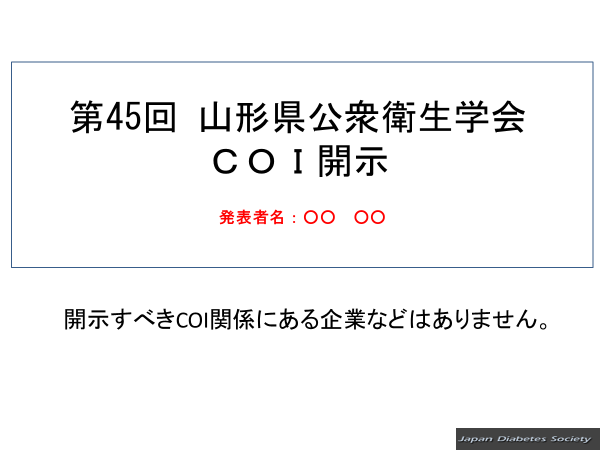 第45回 山形県公衆衛生学会
ＣＯＩ開示
発表者名：〇〇　〇〇
開示すべきCOI関係にある企業などはありません。
Japan Diabetes Society